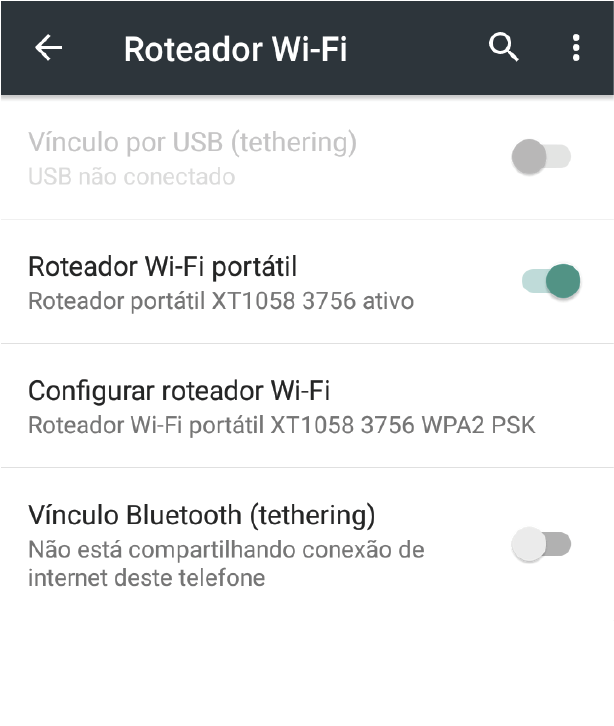 Roteador Wi-Fi
Vínculo por USB (tethering)
USB não conectado
Roteador Wi-Fi portátil
Roteador portátil XT1058 3756 ativo
Configurar roteador Wi-Fi
Roteador Wi-Fi portátil XT1058 3756 WPA2 PSK
Vínculo Bluetooth (tethering)
Não está compartilhando conexão de
internet deste telefone